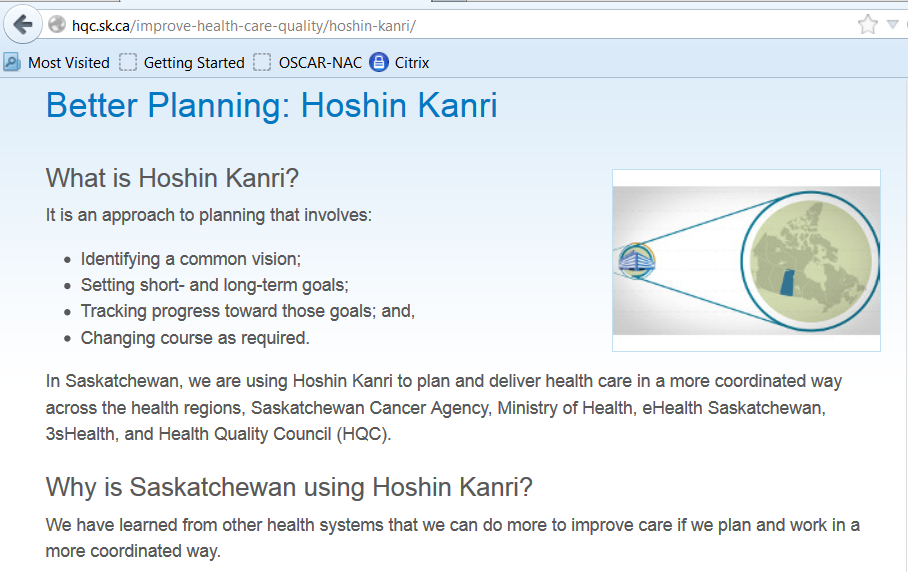 hqc.sk.ca/improve-health-care-quality/hoshin-kanri/
Most Visited Getting Started OSCAR-NAC Citrix
Better Planning: Hoshin Kanri
What is Hoshin Kanri?
It is an approach to planning that involves:
• Identifying a common vision;
• Setting short- and long-term goals;
• Tracking progress toward those goals; and,
• Changing course as required.
In Saskatchewan, we are using Hoshin Kanri to plan and deliver health care in a more coordinated way
across the health regions, Saskatchewan Cancer Agency, Ministry of Health, eHealth Saskatchewan,
3sHealth, and Health Quality Council (HQC).
Why is Saskatchewan using Hoshin Kanri?
We have learned from other health systems that we can do more to improve care if we plan and work in a
more coordinated way.